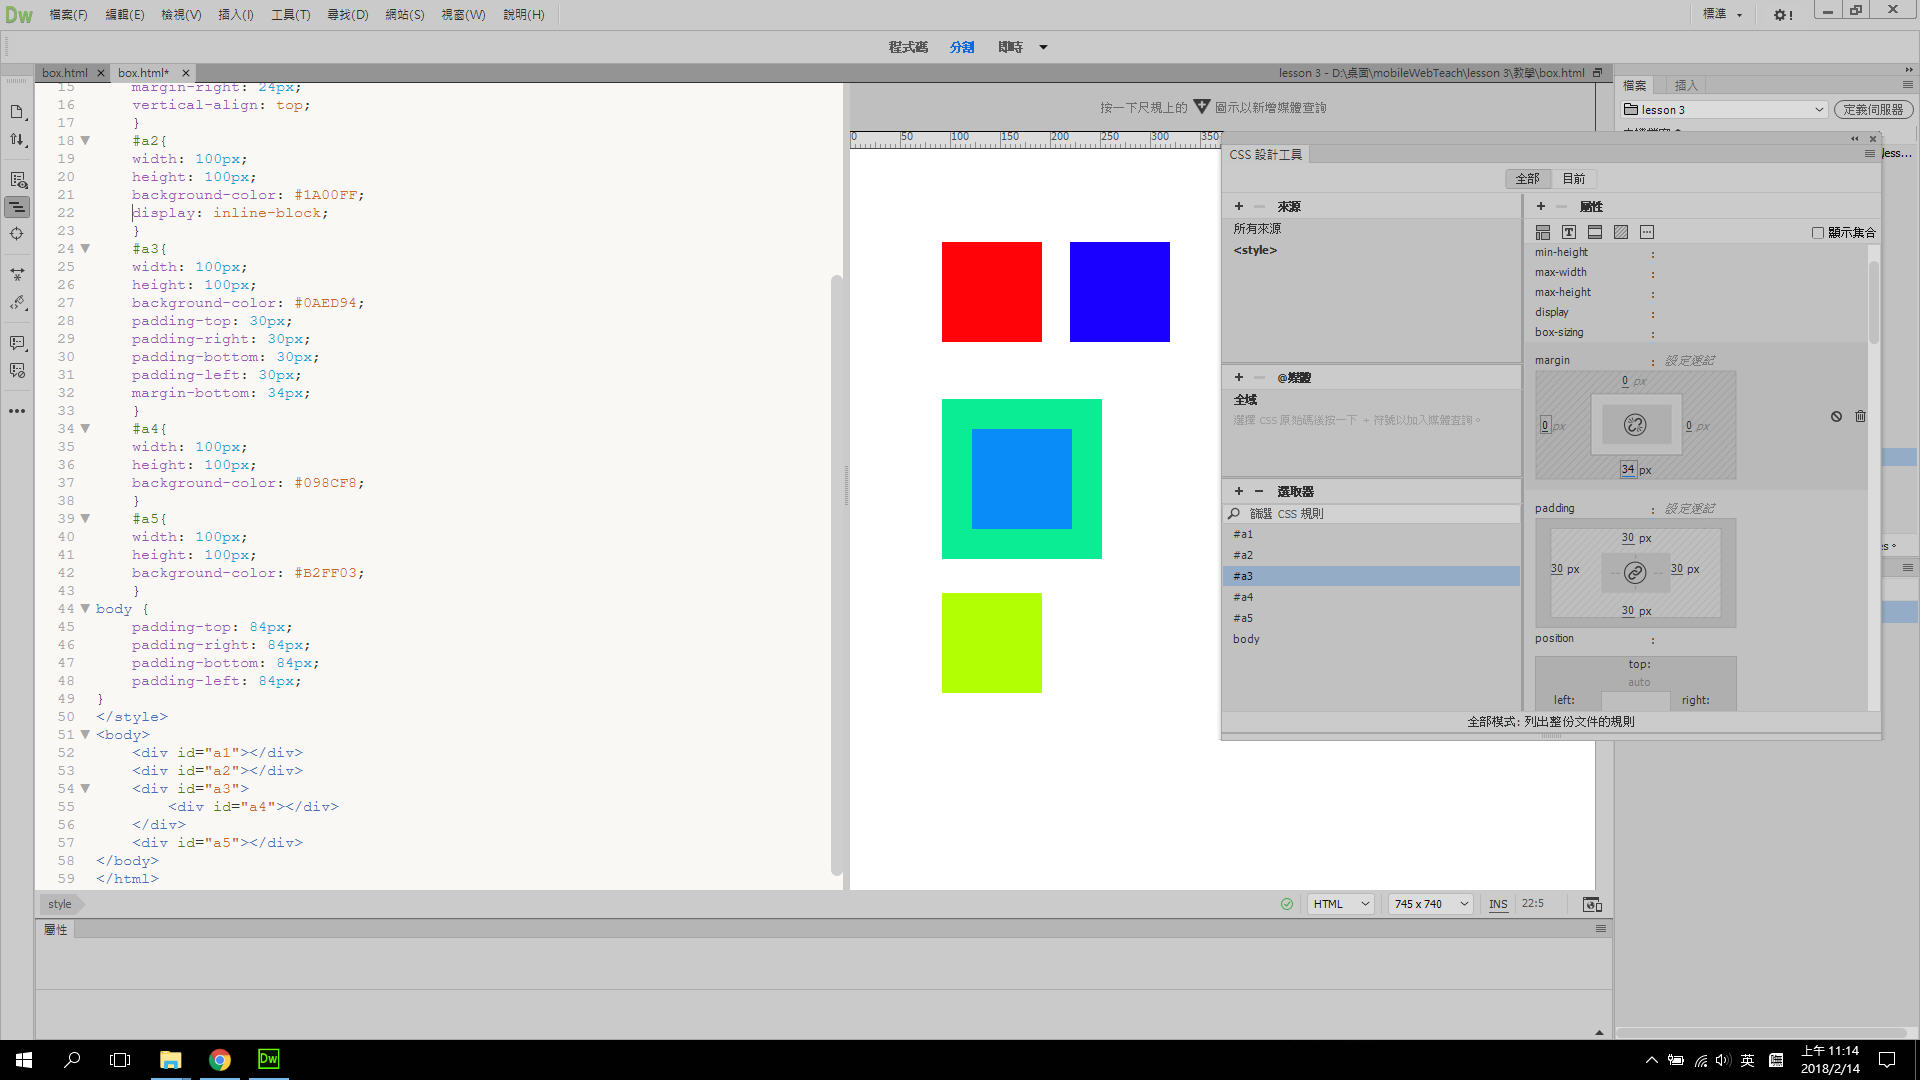 Dw 檔案(F) 編輯(E) 檢視(V) 插入(I) 工具(T) 尋找(D) 網站(S) 視窗(W) 說明(H) 標準
程式碼 分割 即時
box.html box.html* lesson 3 - D:\桌面\mobileWebTeach\lesson 3\教學\box.html
15 margin-right: 24px;
16 vertical-align: top;
17 }
18 #a2{
19 width: 100px;
20 height: 100px;
21 background-color: #1A00FF;
22 display: inline-block;
23 }
24 #a3{
25 width: 100px;
26 height: 100px;
27 background-color: #0AED94;
28 padding-top: 30px;
29 padding-right: 30px;
30 padding-bottom: 30px;
31 padding-left: 30px;
32 margin-bottom: 34px;
33 }
34 #a4{
35 width: 100px;
36 height: 100px;
37 background-color: #098CF8;
38 }
39 #a5{
40 width: 100px;
41 height: 100px;
42 background-color: #B2FF03;
43 }
44 body {
45 padding-top: 84px;
46 padding-right: 84px;
47 padding-bottom: 84px;
48 padding-left: 84px;
49 }
50 </style>
51 <body>
52 <div id="a1"></div>
53 <div id="a2"></div>
54 <div id="a3">
55 <div id="a4"></div>
56 </div>
57 <div id="a5"></div>
58 </body>
59 </html>
按一下尺規上的 圖示以新增媒體查詢
0 50 100 150 200 250 300 350
檔案 插入
lesson 3 定義伺服器
less...
CSS 設計工具
全部 目前
+ − 來源
所有來源
<style>
+ − @媒體
全域
選擇 CSS 原始碼後按一下 + 符號以加入媒體查詢。
+ − 選取器
篩選 CSS 規則
#a1
#a2
#a3
#a4
#a5
body
+ − 屬性
顯示集合
min-height :
max-width :
max-height :
display :
box-sizing :
margin : 設定速記
0 px
0 px 0 px
34 px
padding : 設定速記
30 px
30 px 30 px
30 px
position :
top:
auto
left: right:
全部模式: 列出整份文件的規則
es。
style HTML 745 x 740 INS 22:5
屬性
Dw 英 上午 11:14
2018/2/14